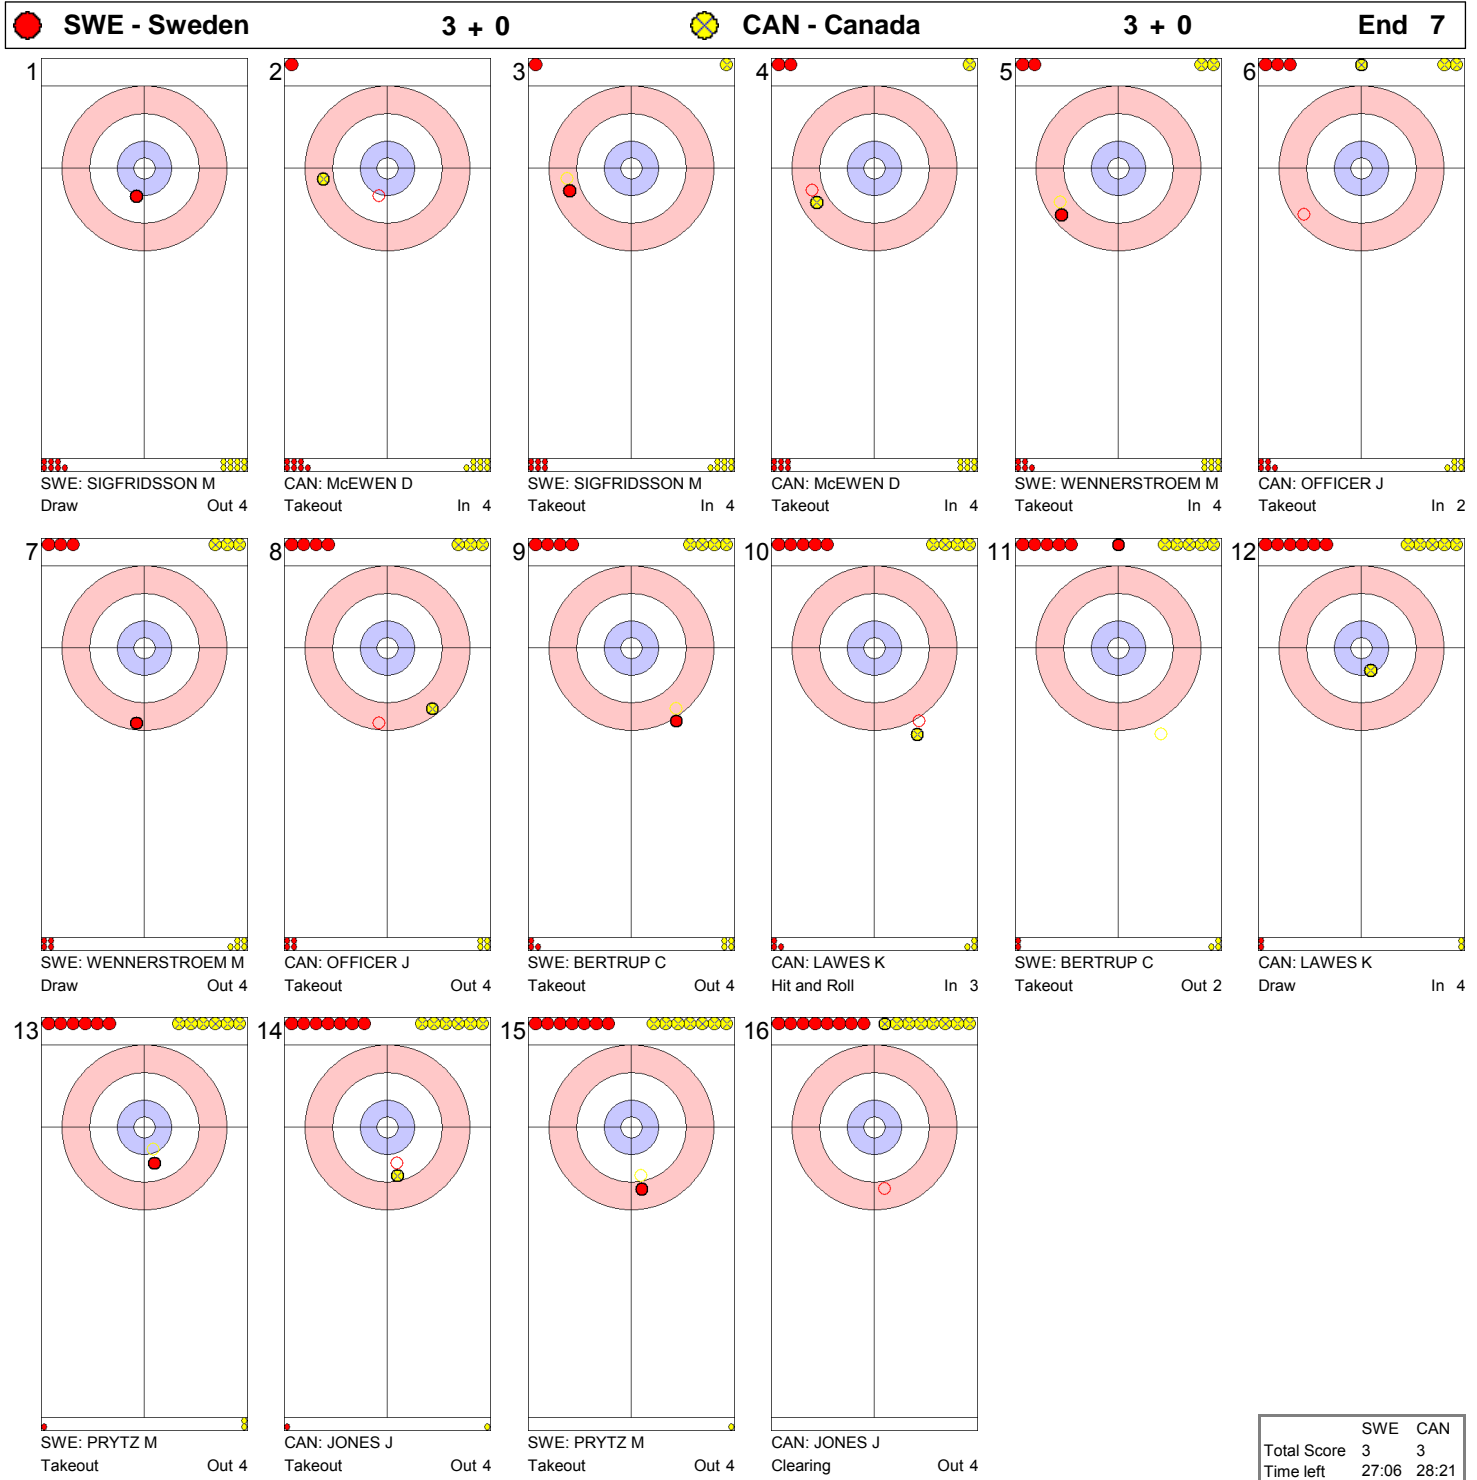 SWE - Sweden 3 + 0 CAN - Canada 3 + 0 End 7
1 2 3 4 5 6
SWE: SIGFRIDSSON M CAN: McEWEN D SWE: SIGFRIDSSON M CAN: McEWEN D SWE: WENNERSTROEM M CAN: OFFICER J
Draw Out 4 Takeout In 4 Takeout In 4 Takeout In 4 Takeout In 4 Takeout In 2
7 8 9 10 11 12
SWE: WENNERSTROEM M CAN: OFFICER J SWE: BERTRUP C CAN: LAWES K SWE: BERTRUP C CAN: LAWES K
Draw Out 4 Takeout Out 4 Takeout Out 4 Hit and Roll In 3 Takeout Out 2 Draw In 4
13 14 15 16
SWE: PRYTZ M CAN: JONES J SWE: PRYTZ M CAN: JONES J
Takeout Out 4 Takeout Out 4 Takeout Out 4 Clearing Out 4
SWE CAN
Total Score 3 3
Time left 27:06 28:21